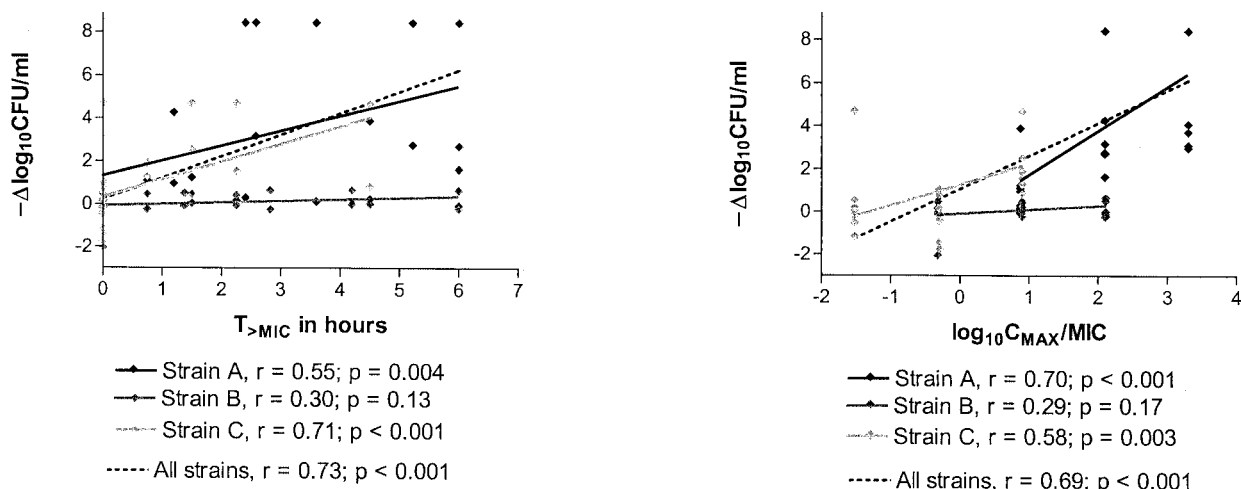 −Δlog10CFU/ml
8
6
4
2
0
-2
0 1 2 3 4 5 6 7
T>MIC in hours
Strain A, r = 0.55; p = 0.004
Strain B, r = 0.30; p = 0.13
Strain C, r = 0.71; p < 0.001
All strains, r = 0.73; p < 0.001
−Δlog10CFU/ml
8
6
4
2
0
-2
-2 -1 0 1 2 3 4
log10CMAX/MIC
Strain A, r = 0.70; p < 0.001
Strain B, r = 0.29; p = 0.17
Strain C, r = 0.58; p = 0.003
All strains, r = 0.69; p < 0.001